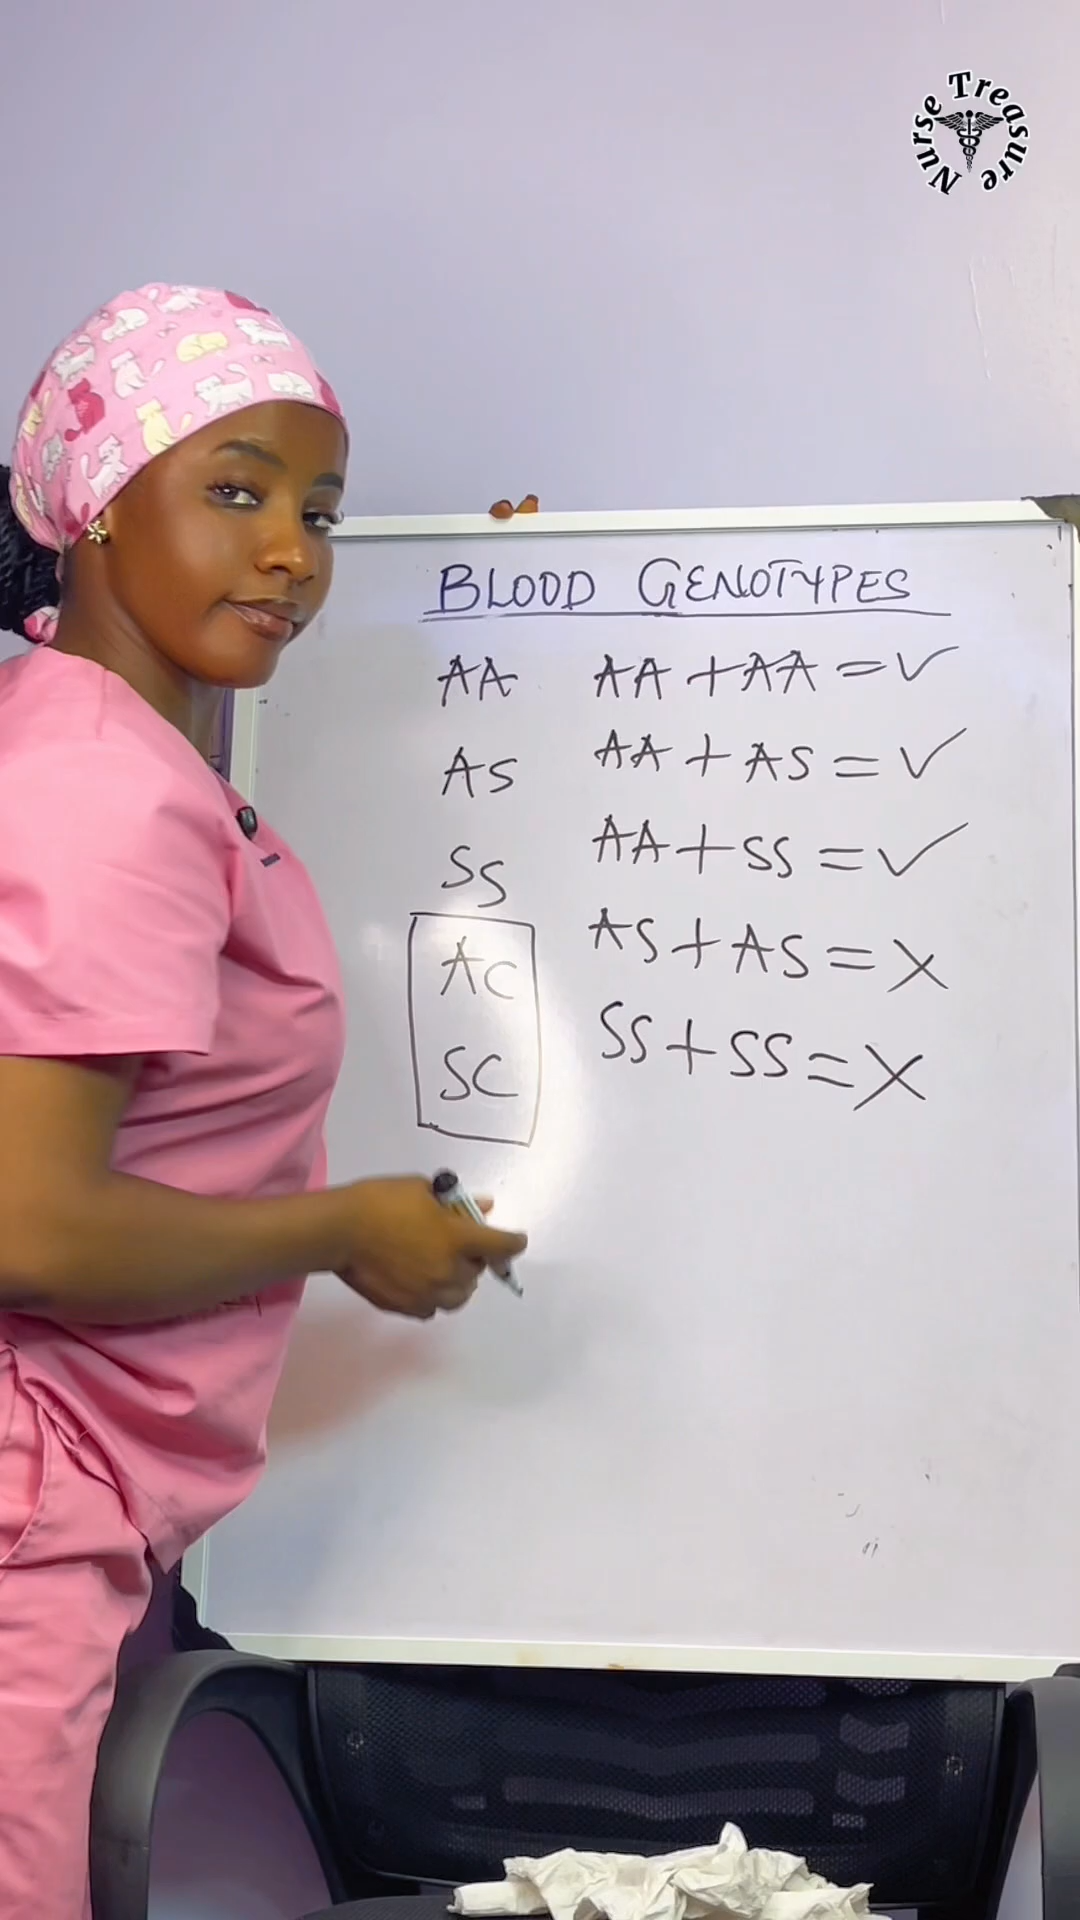 Nurse Treasure
BLOOD GENOTYPES
AA AA + AA = ✓
AS AA + AS = ✓
SS AA + SS = ✓
AC AS + AS = X
SC SS + SS = X